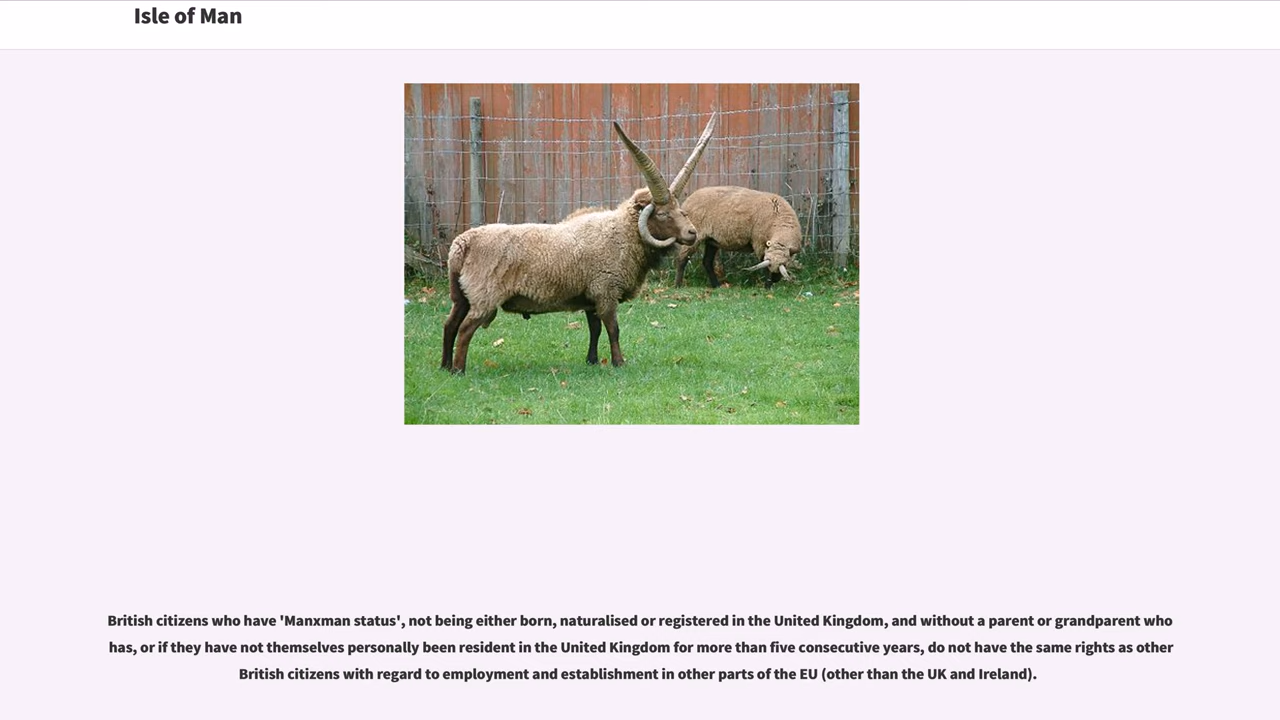 Isle of Man
British citizens who have 'Manxman status', not being either born, naturalised or registered in the United Kingdom, and without a parent or grandparent who
has, or if they have not themselves personally been resident in the United Kingdom for more than five consecutive years, do not have the same rights as other
British citizens with regard to employment and establishment in other parts of the EU (other than the UK and Ireland).